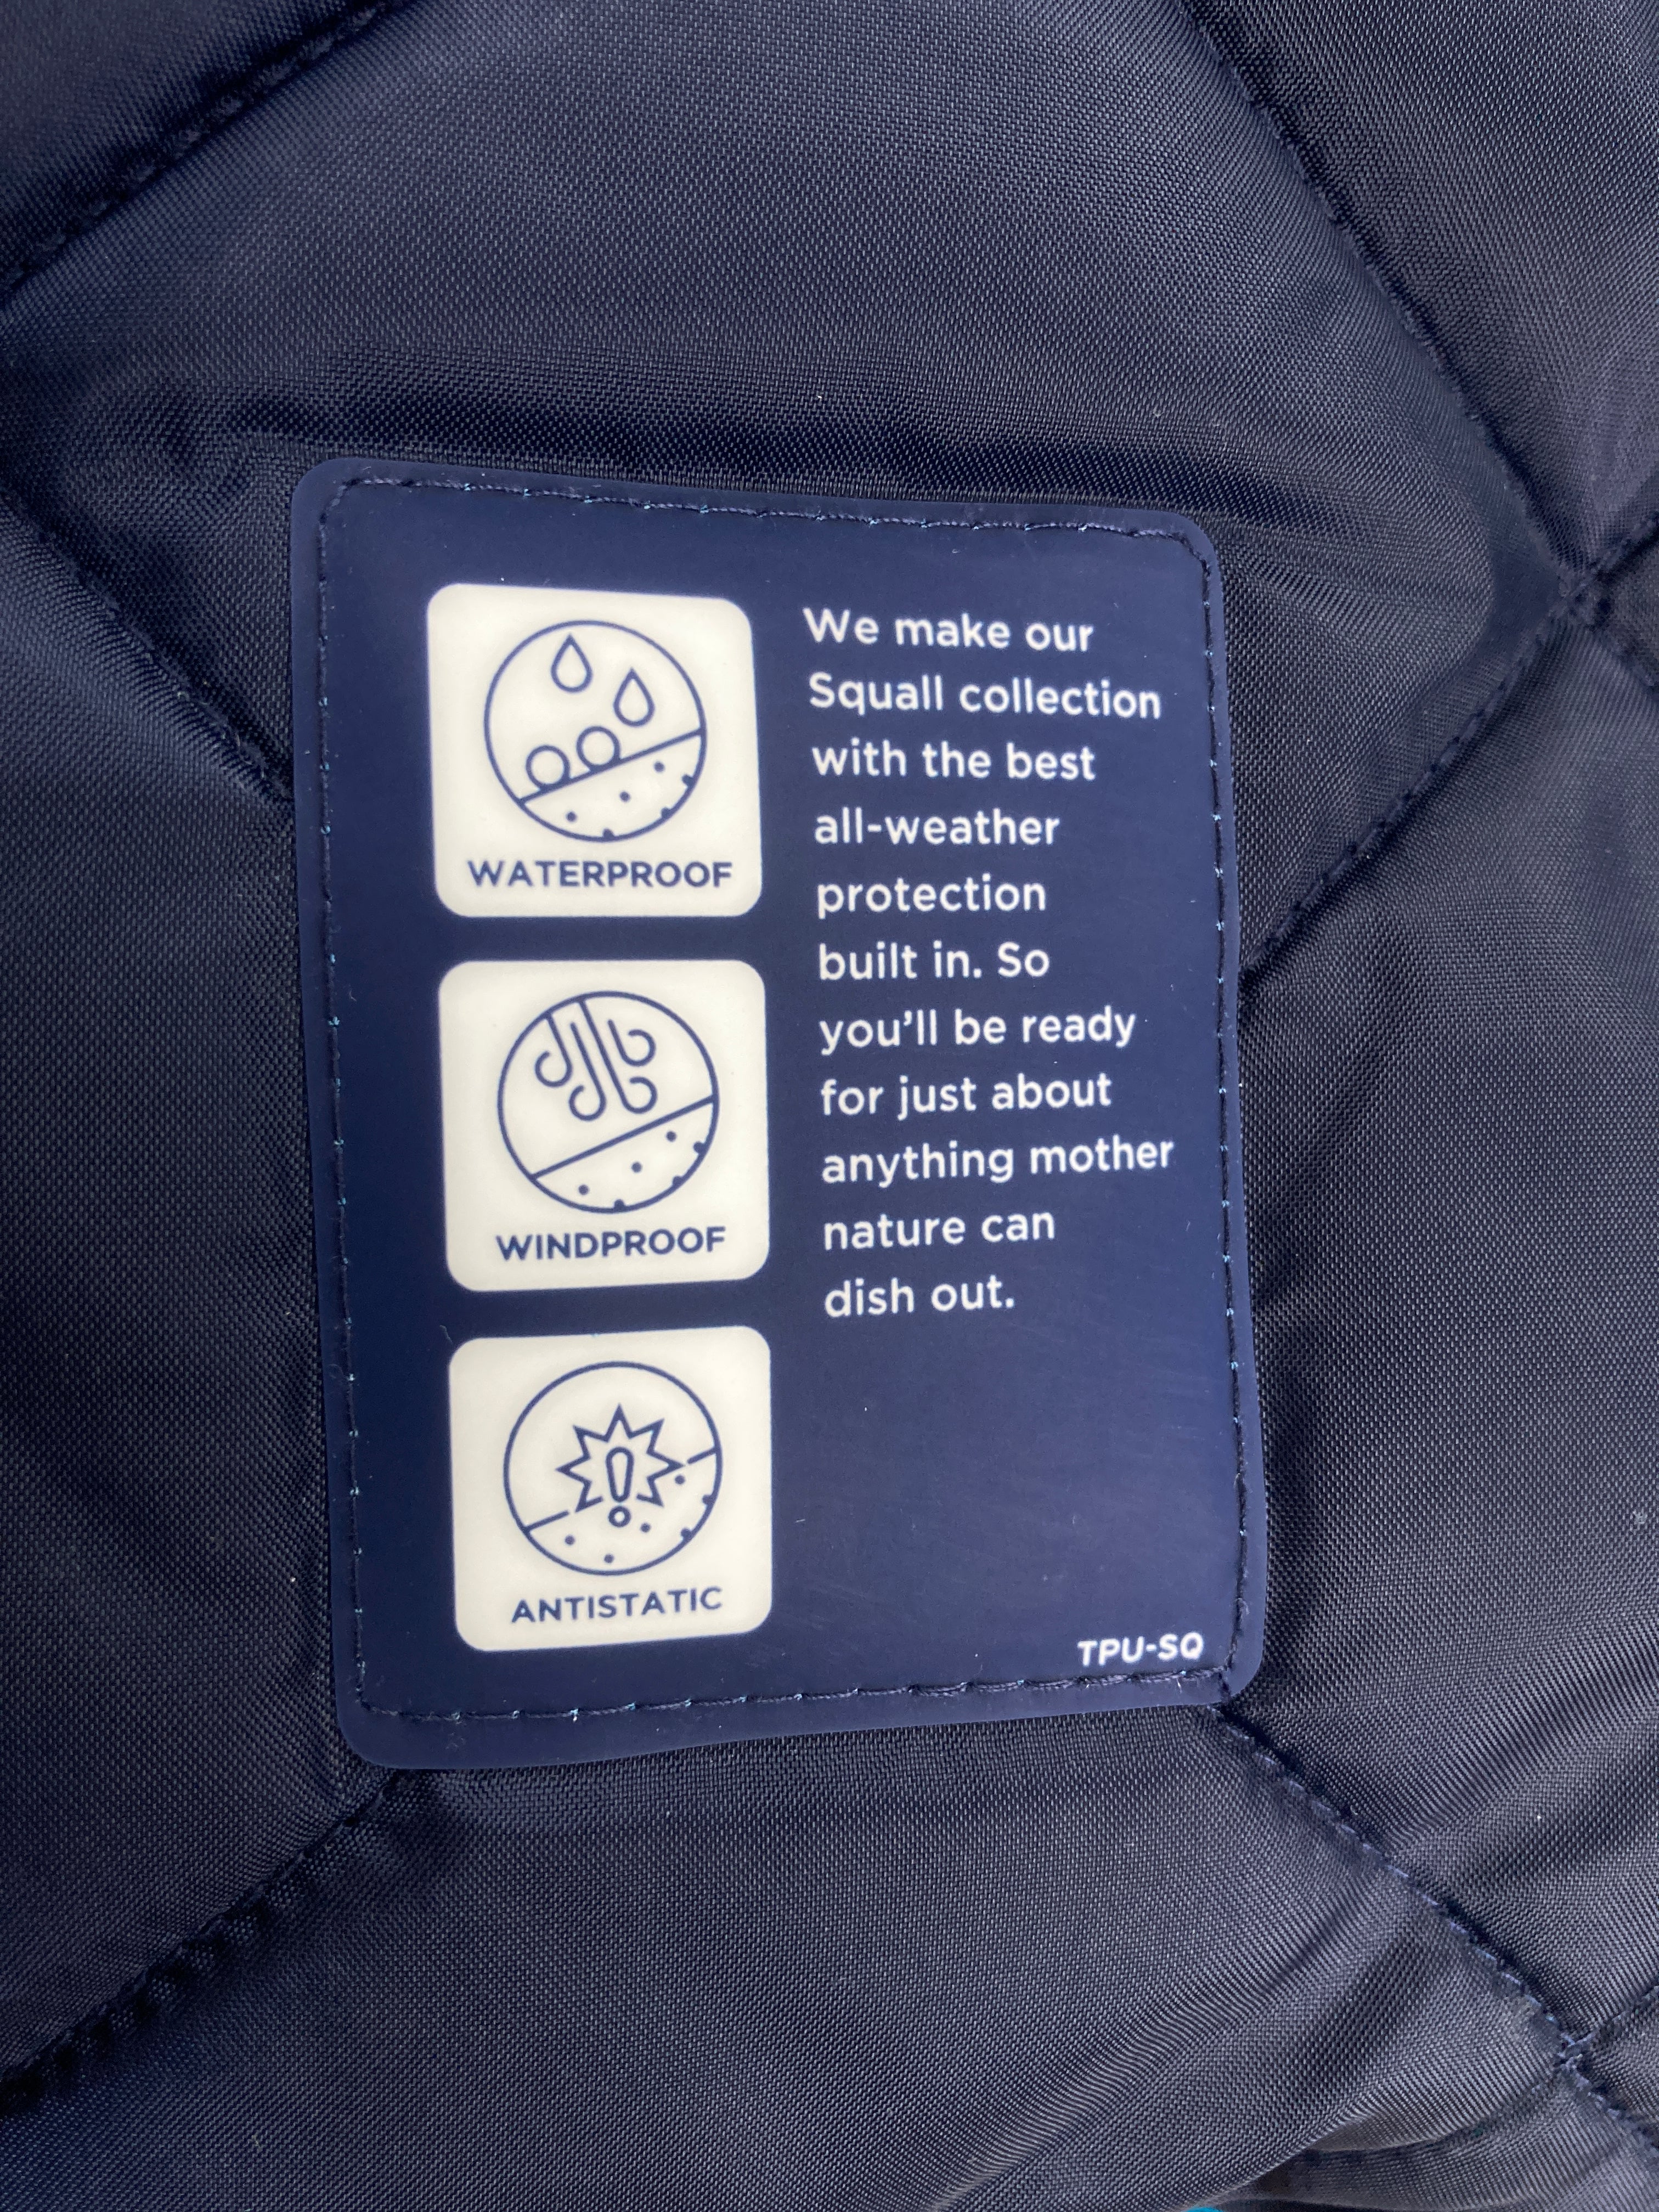 WATERPROOF
WINDPROOF
ANTISTATIC
We make our
Squall collection
with the best
all-weather
protection
built in. So
you'll be ready
for just about
anything mother
nature can
dish out.
TPU-SQ